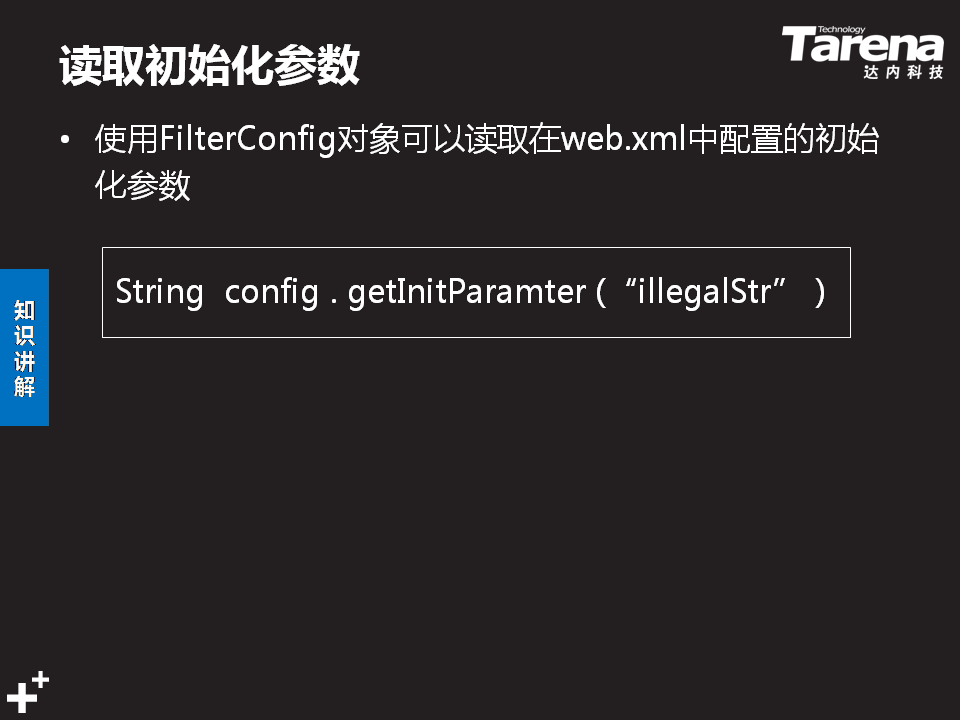 读取初始化参数
Technology
Tarena
达内科技
• 使用FilterConfig对象可以读取在web.xml中配置的初始
化参数
String config . getInitParamter (“illegalStr” )
知
识
讲
解